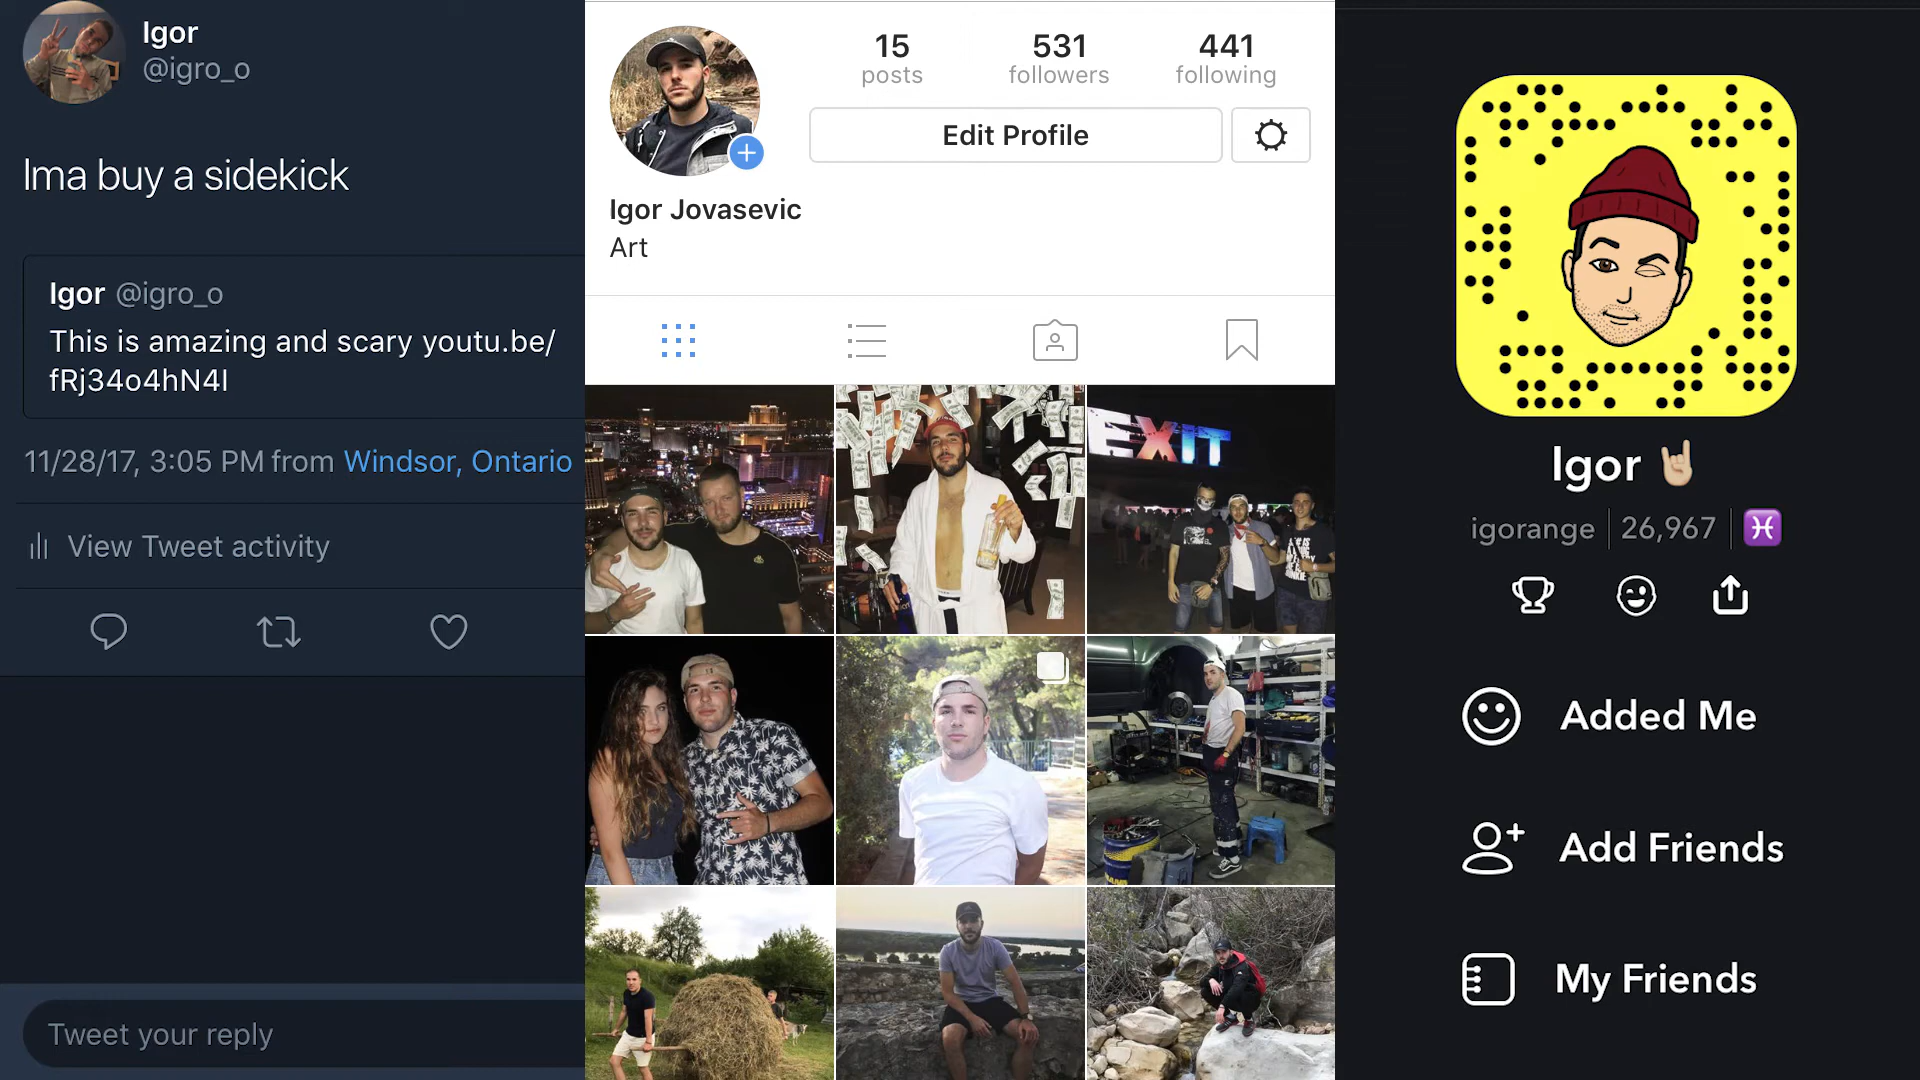 Igor
@igro_o
Ima buy a sidekick
Igor @igro_o
This is amazing and scary youtu.be/
fRj34o4hN4I
11/28/17, 3:05 PM from Windsor, Ontario
View Tweet activity
Tweet your reply
15 531 441
posts followers following
Edit Profile
Igor Jovasevic
Art
EXIT
Igor 🤘🏼
igorange 26,967 ♓
Added Me
Add Friends
My Friends